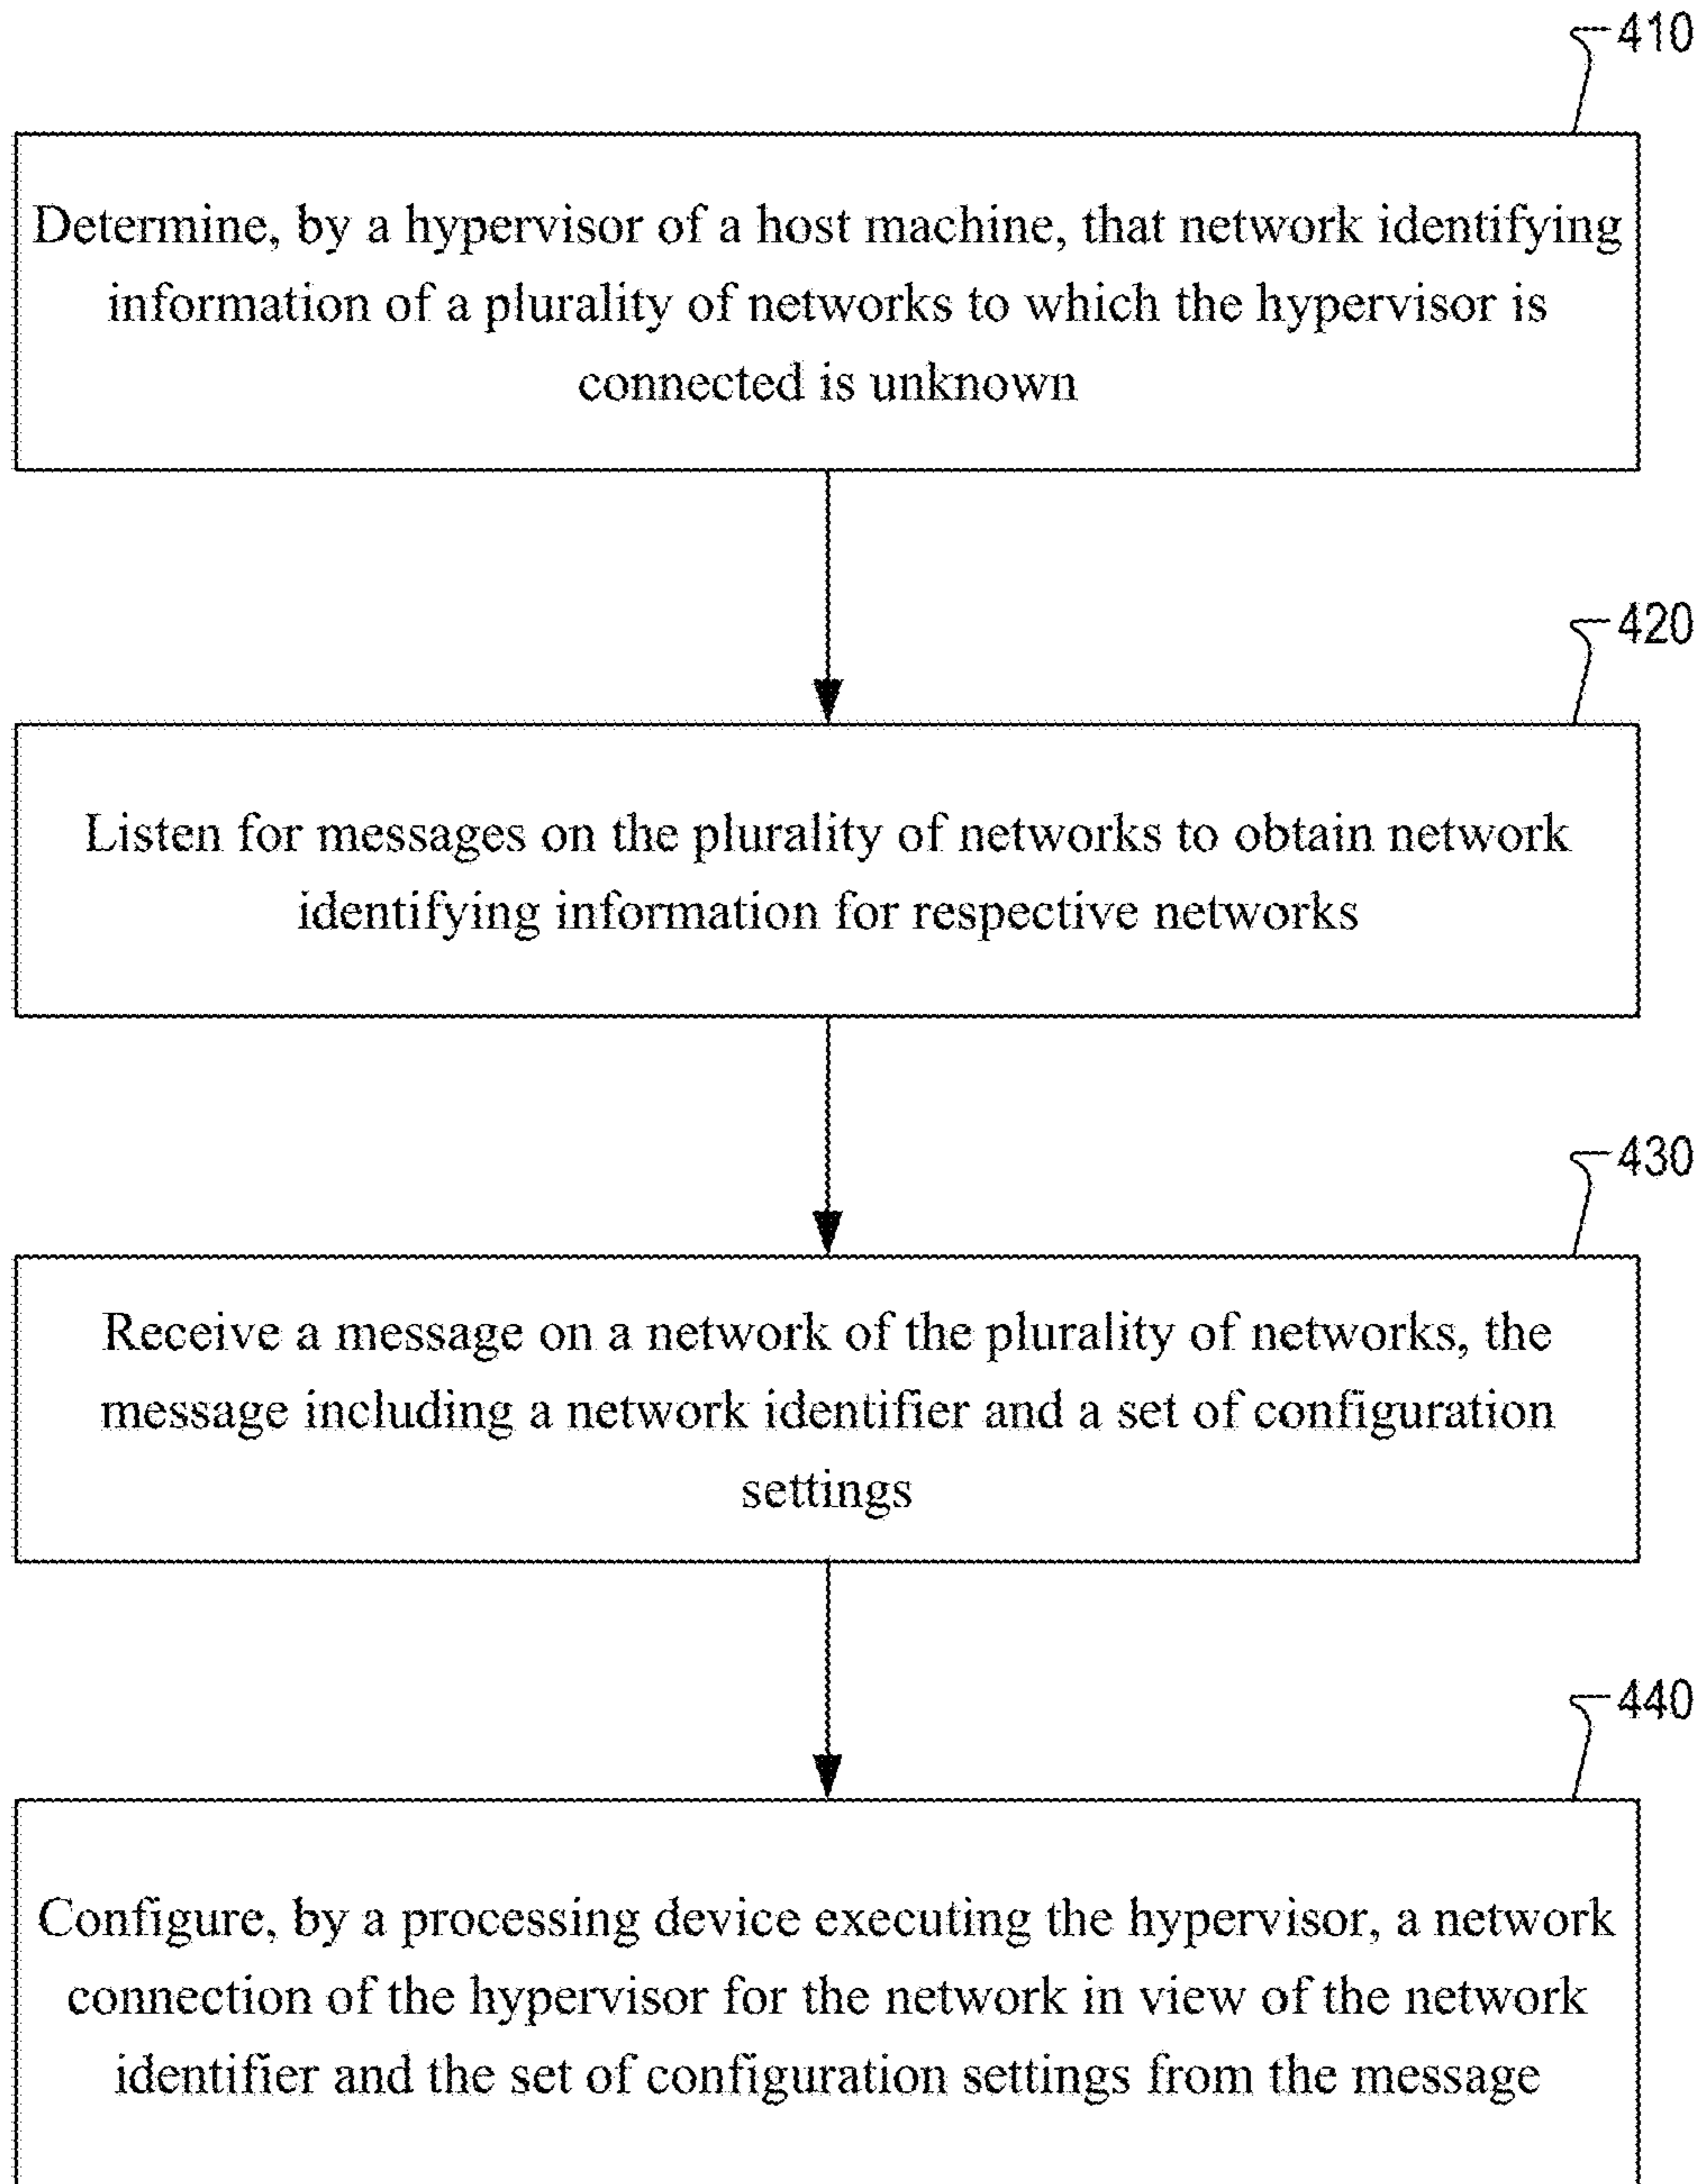 410
Determine, by a hypervisor of a host machine, that network identifying
information of a plurality of networks to which the hypervisor is
connected is unknown
420
Listen for messages on the plurality of networks to obtain network
identifying information for respective networks
430
Receive a message on a network of the plurality of networks, the
message including a network identifier and a set of configuration
settings
440
Configure, by a processing device executing the hypervisor, a network
connection of the hypervisor for the network in view of the network
identifier and the set of configuration settings from the message